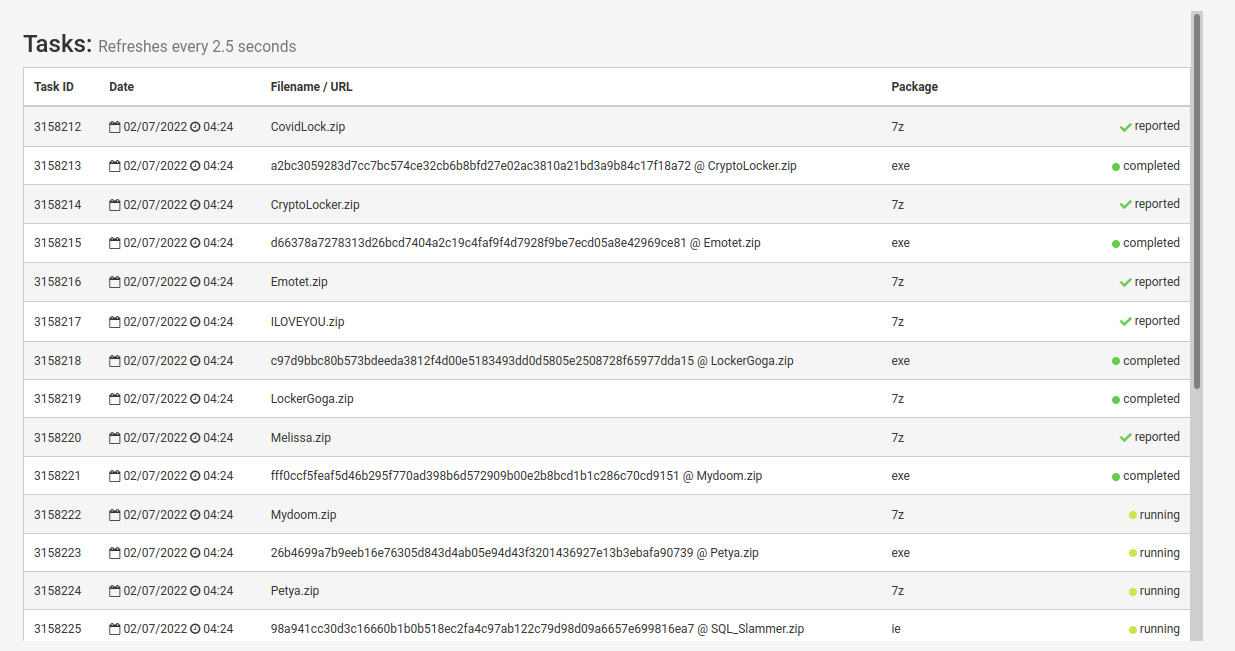 Tasks: Refreshes every 2.5 seconds
Task ID Date Filename / URL Package
3158212 02/07/2022 04:24 CovidLock.zip 7z reported
3158213 02/07/2022 04:24 a2bc3059283d7cc7bc574ce32cb6b8bfd27e02ac3810a21bd3a9b84c17f18a72 @ CryptoLocker.zip exe completed
3158214 02/07/2022 04:24 CryptoLocker.zip 7z reported
3158215 02/07/2022 04:24 d66378a7278313d26bcd7404a2c19c4faf9f4d7928f9be7ecd05a8e42969ce81 @ Emotet.zip exe completed
3158216 02/07/2022 04:24 Emotet.zip 7z reported
3158217 02/07/2022 04:24 ILOVEYOU.zip 7z reported
3158218 02/07/2022 04:24 c97d9bbc80b573bdeeda3812f4d00e5183493dd0d5805e2508728f65977dda15 @ LockerGoga.zip exe completed
3158219 02/07/2022 04:24 LockerGoga.zip 7z completed
3158220 02/07/2022 04:24 Melissa.zip 7z reported
3158221 02/07/2022 04:24 fff0ccf5feaf5d46b295f770ad398b6d572909b00e2b8bcd1b1c286c70cd9151 @ Mydoom.zip exe completed
3158222 02/07/2022 04:24 Mydoom.zip 7z running
3158223 02/07/2022 04:24 26b4699a7b9eeb16e76305d843d4ab05e94d43f3201436927e13b3ebafa90739 @ Petya.zip exe running
3158224 02/07/2022 04:24 Petya.zip 7z running
3158225 02/07/2022 04:24 98a941cc30d3c16660b1b0b518ec2fa4c97ab122c79d98d09a6657e699816ea7 @ SQL_Slammer.zip ie running